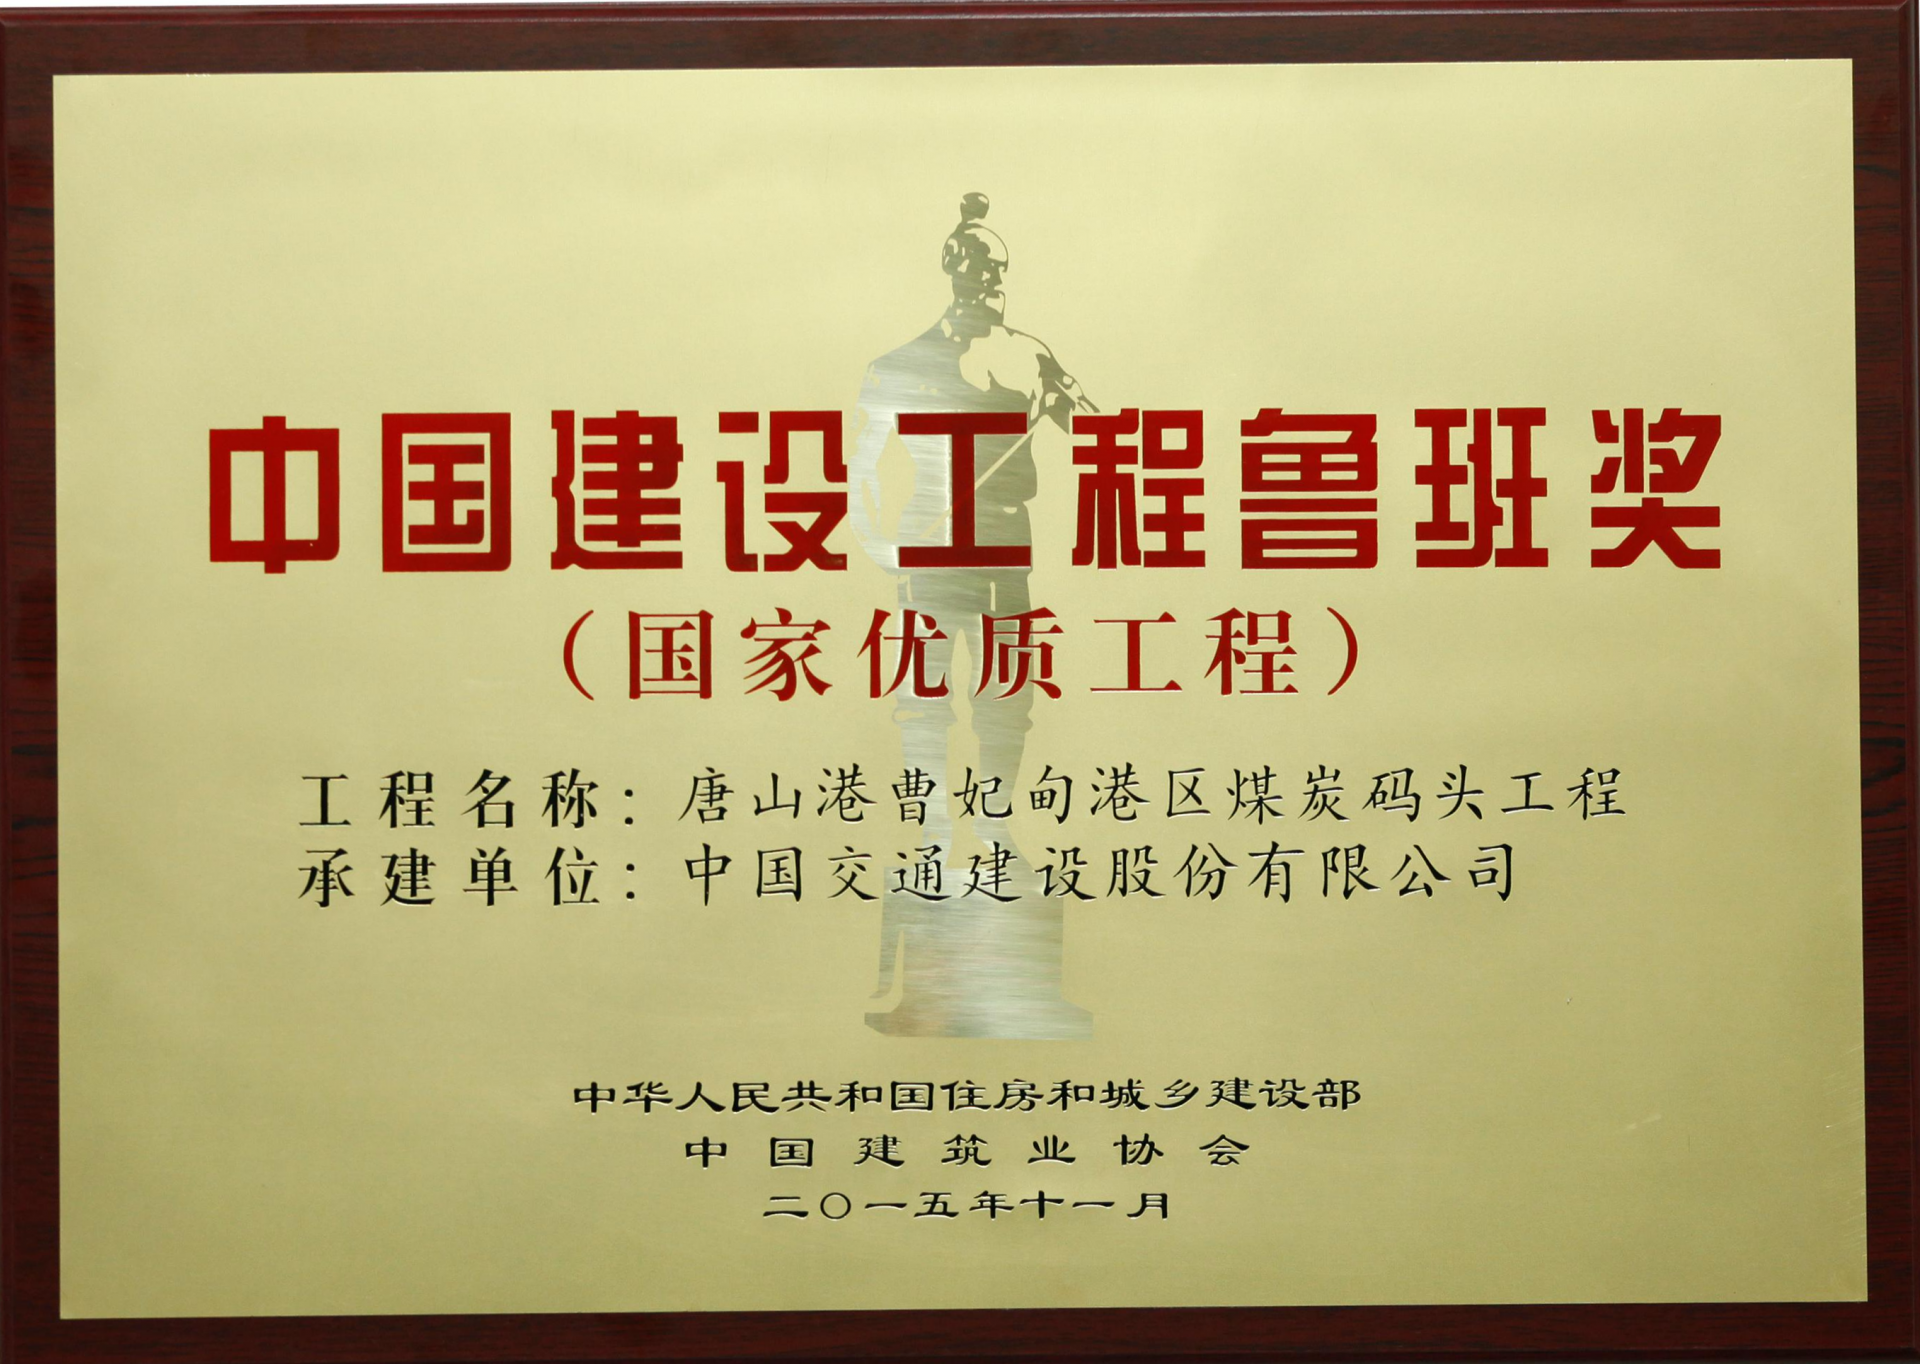 中国建设工程鲁班奖
（国家优质工程）
工程名称：唐山港曹妃甸港区煤炭码头工程
承建单位：中国交通建设股份有限公司
中华人民共和国住房和城乡建设部
中国建筑业协会
二〇一五年十一月